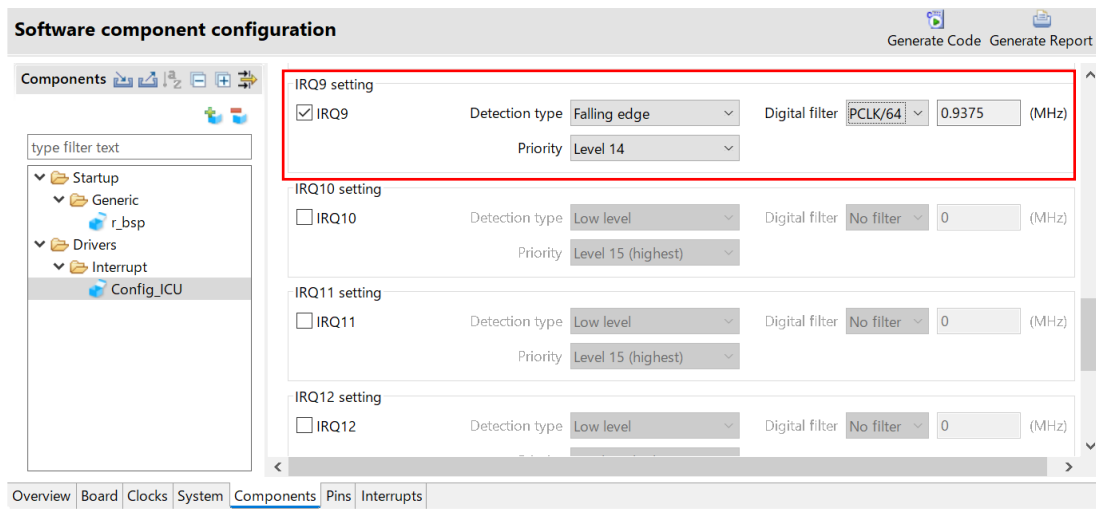 Software component configuration
Generate Code Generate Report
Components
type filter text
Startup
Generic
r_bsp
Drivers
Interrupt
Config_ICU
IRQ9 setting
IRQ9 Detection type Falling edge Digital filter PCLK/64 0.9375 (MHz)
Priority Level 14
IRQ10 setting
IRQ10 Detection type Low level Digital filter No filter 0 (MHz)
Priority Level 15 (highest)
IRQ11 setting
IRQ11 Detection type Low level Digital filter No filter 0 (MHz)
Priority Level 15 (highest)
IRQ12 setting
IRQ12 Detection type Low level Digital filter No filter 0 (MHz)
Overview Board Clocks System Components Pins Interrupts